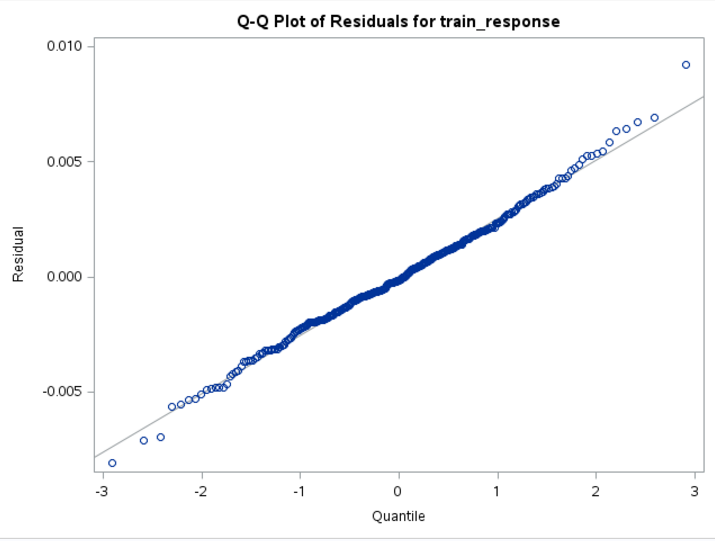 Q-Q Plot of Residuals for train_response
0.010
0.005
0.000
-0.005
Residual
-3 -2 -1 0 1 2 3
Quantile